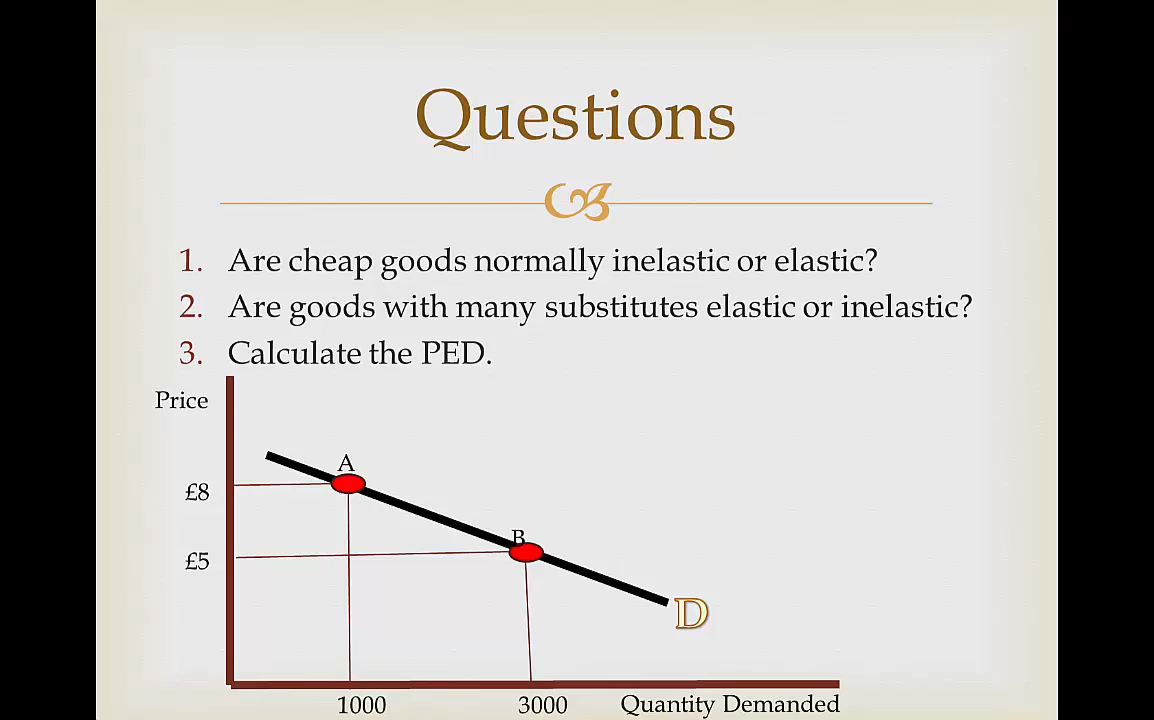 Questions
1. Are cheap goods normally inelastic or elastic?
2. Are goods with many substitutes elastic or inelastic?
3. Calculate the PED.
Price
A
£8
B
£5
D
1000 3000 Quantity Demanded